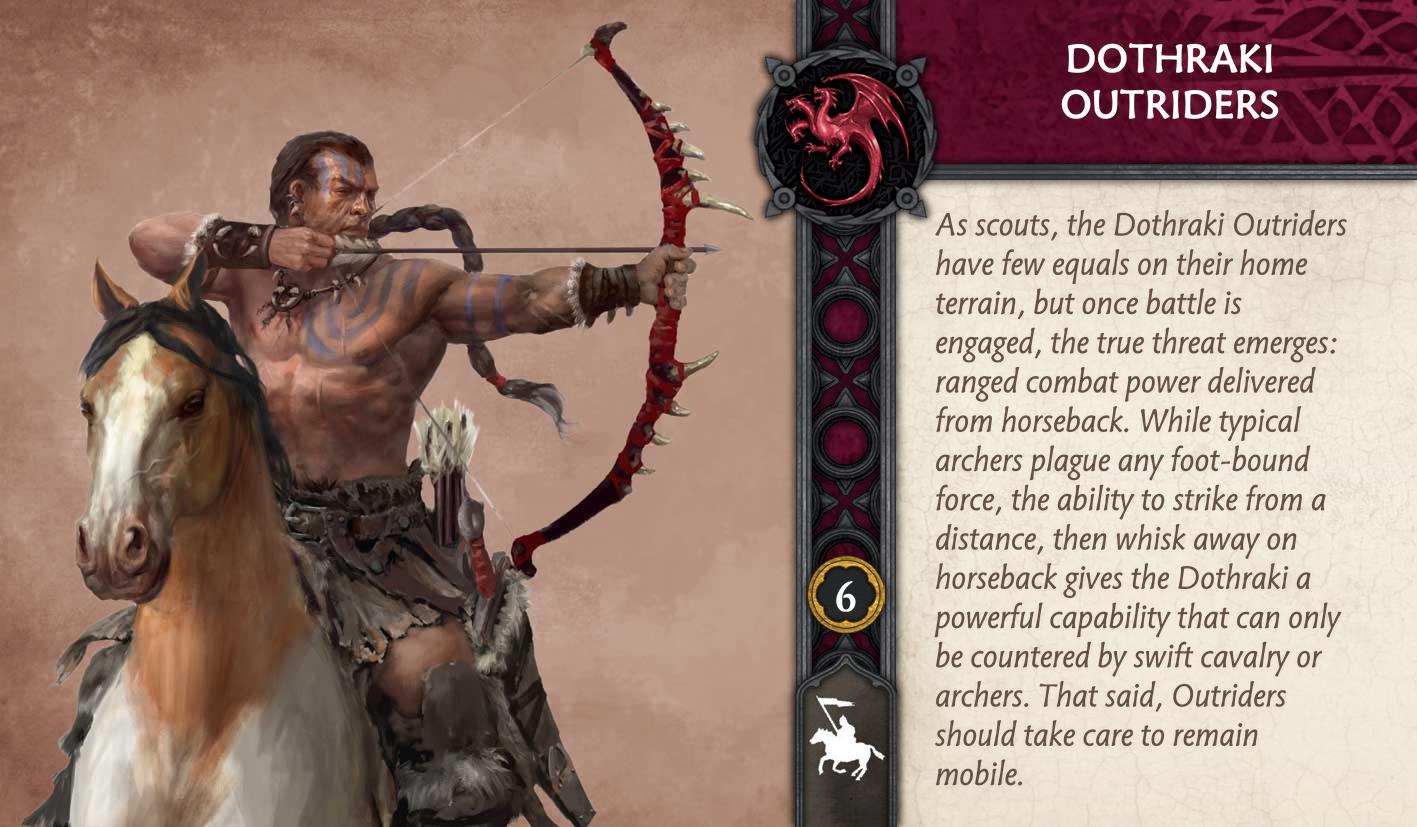 DOTHRAKI
OUTRIDERS
As scouts, the Dothraki Outriders
have few equals on their home
terrain, but once battle is
engaged, the true threat emerges:
ranged combat power delivered
from horseback. While typical
archers plague any foot-bound
force, the ability to strike from a
distance, then whisk away on
horseback gives the Dothraki a
powerful capability that can only
be countered by swift cavalry or
archers. That said, Outriders
should take care to remain
mobile.
6